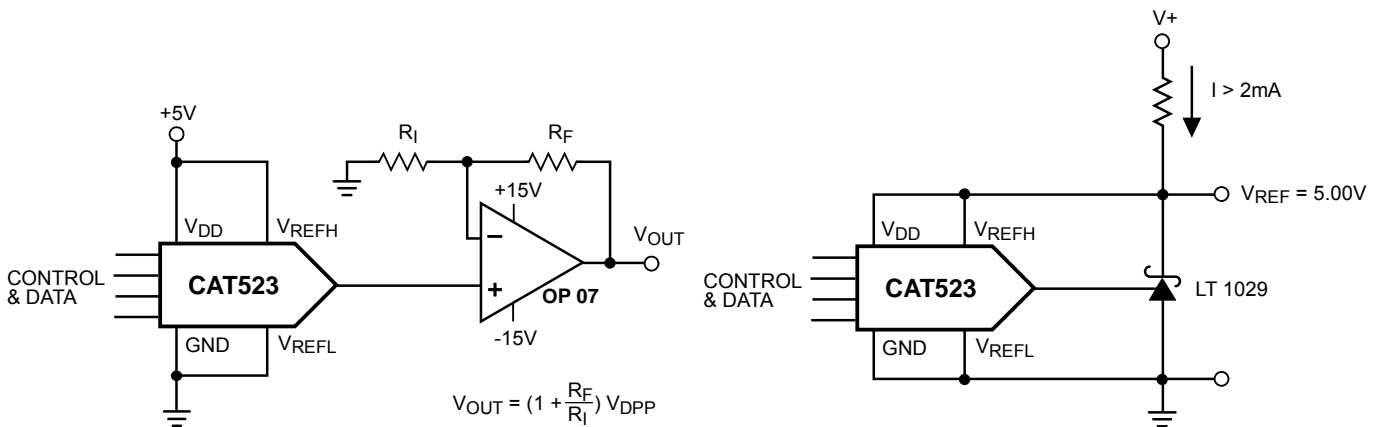 +5V
R_I
R_F
+15V
V_DD
V_REFH
V_OUT
CONTROL
& DATA
CAT523
−
+
OP 07
-15V
GND
V_REFL
V_OUT = (1 + R_F/R_I) V_DPP
V+
I > 2mA
V_REF = 5.00V
V_DD
V_REFH
CONTROL
& DATA
CAT523
LT 1029
GND
V_REFL